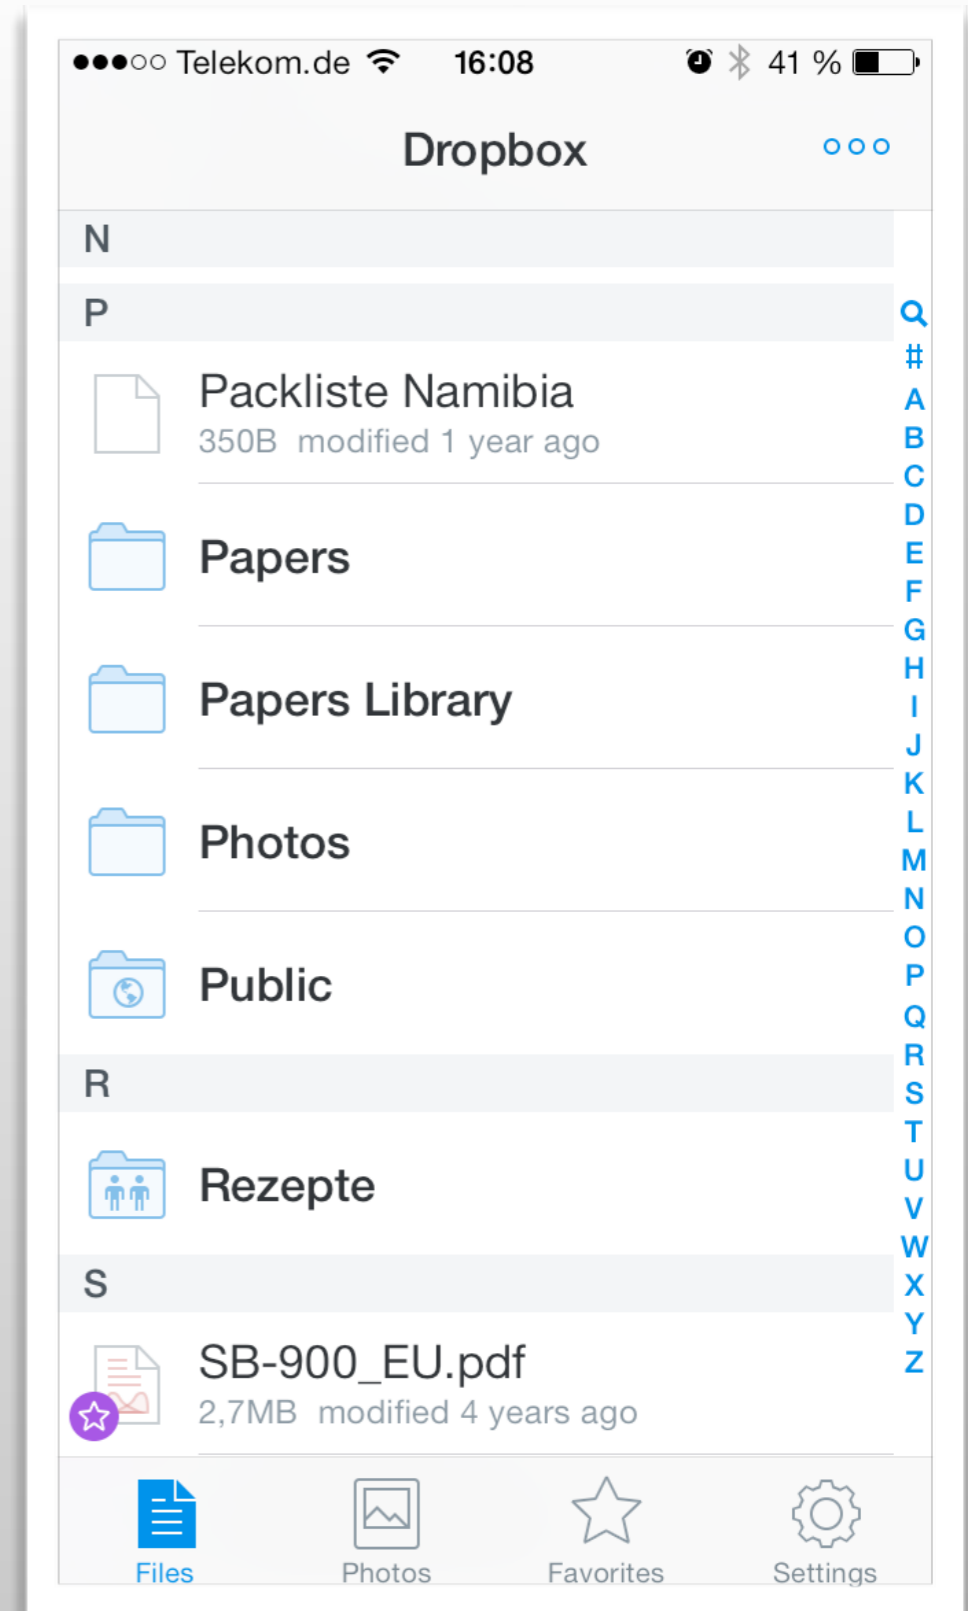 Telekom.de 16:08 41 %
Dropbox
N
P
Packliste Namibia
350B modified 1 year ago
Papers
Papers Library
Photos
Public
R
Rezepte
S
SB-900_EU.pdf
2,7MB modified 4 years ago
#
A
B
C
D
E
F
G
H
I
J
K
L
M
N
O
P
Q
R
S
T
U
V
W
X
Y
Z
Files Photos Favorites Settings